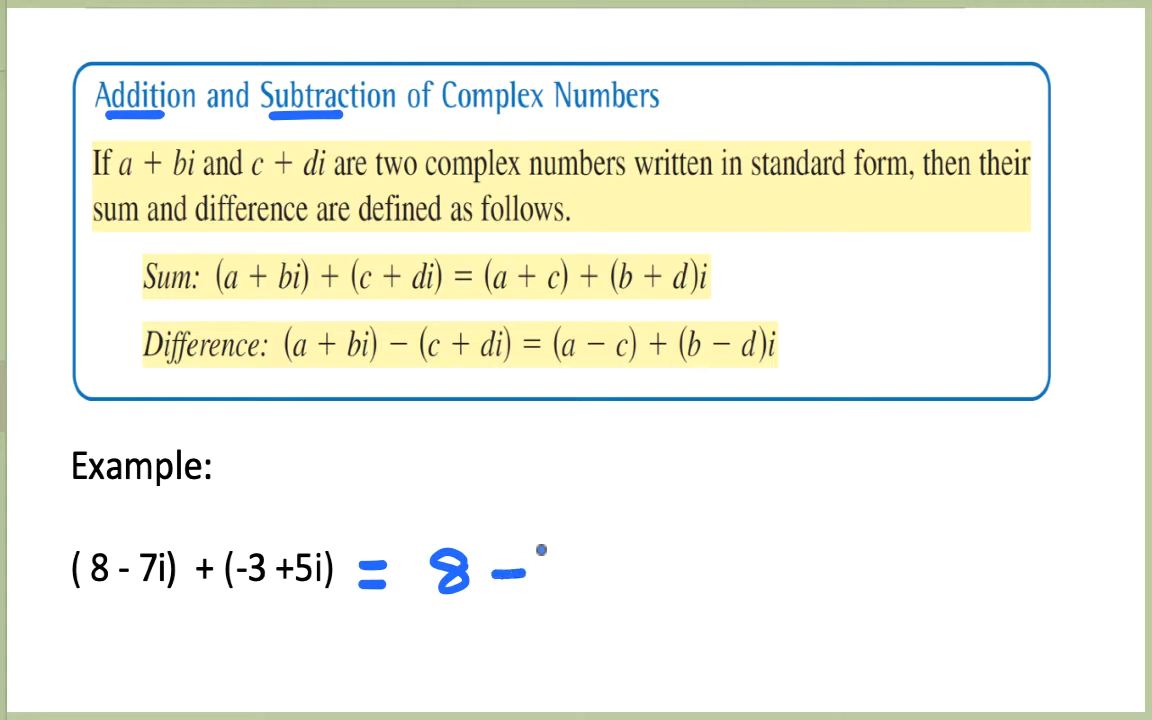 Addition and Subtraction of Complex Numbers
If a + bi and c + di are two complex numbers written in standard form, then their
sum and difference are defined as follows.
Sum: (a + bi) + (c + di) = (a + c) + (b + d)i
Difference: (a + bi) − (c + di) = (a − c) + (b − d)i
Example:
( 8 - 7i) + (-3 +5i) = 8 −